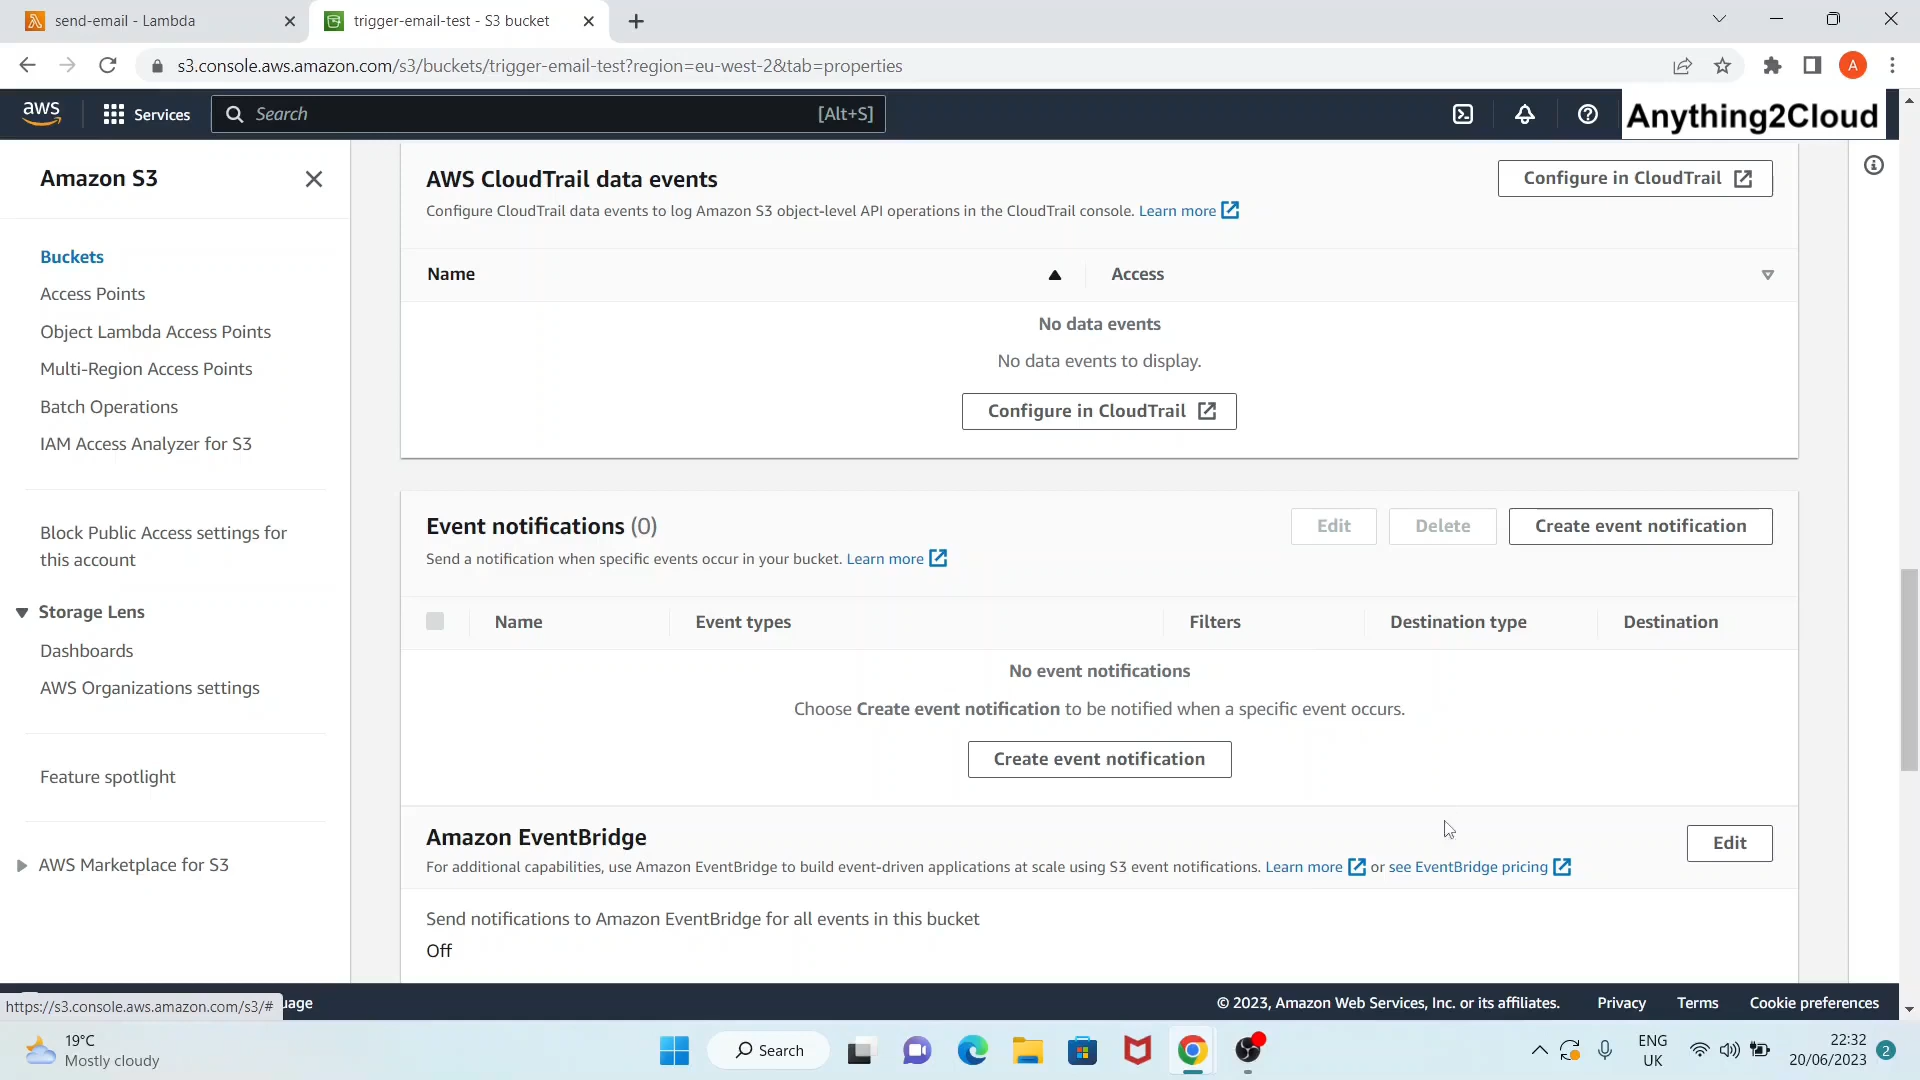 send-email - Lambda
trigger-email-test - S3 bucket
s3.console.aws.amazon.com/s3/buckets/trigger-email-test?region=eu-west-2&tab=properties
A
aws
Services
Search
[Alt+S]
Anything2Cloud
Amazon S3
Buckets
Access Points
Object Lambda Access Points
Multi-Region Access Points
Batch Operations
IAM Access Analyzer for S3
Block Public Access settings for
this account
Storage Lens
Dashboards
AWS Organizations settings
Feature spotlight
AWS Marketplace for S3
AWS CloudTrail data events
Configure in CloudTrail
Configure CloudTrail data events to log Amazon S3 object-level API operations in the CloudTrail console. Learn more
Name
Access
No data events
No data events to display.
Configure in CloudTrail
Event notifications (0)
Edit
Delete
Create event notification
Send a notification when specific events occur in your bucket. Learn more
Name
Event types
Filters
Destination type
Destination
No event notifications
Choose Create event notification to be notified when a specific event occurs.
Create event notification
Amazon EventBridge
Edit
For additional capabilities, use Amazon EventBridge to build event-driven applications at scale using S3 event notifications. Learn more or see EventBridge pricing
Send notifications to Amazon EventBridge for all events in this bucket
Off
https://s3.console.aws.amazon.com/s3/#
uage
© 2023, Amazon Web Services, Inc. or its affiliates.
Privacy
Terms
Cookie preferences
19°C
Mostly cloudy
Search
ENG
UK
22:32
20/06/2023
2